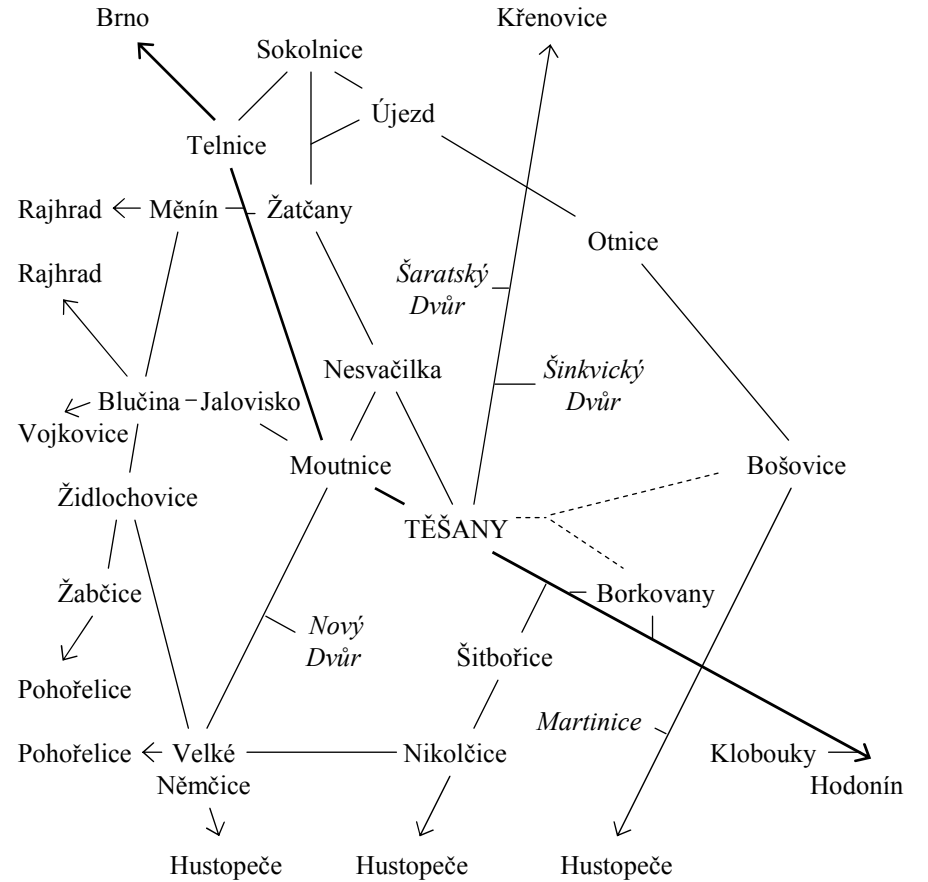 Brno
Křenovice
Sokolnice
Újezd
Telnice
Rajhrad
Měnín
Žatčany
Otnice
Rajhrad
Šaratský
Dvůr
Nesvačilka
Šinkvický
Dvůr
Blučina
Jalovisko
Vojkovice
Moutnice
Bošovice
Židlochovice
TĚŠANY
Žabčice
Borkovany
Nový
Dvůr
Šitbořice
Pohořelice
Martinice
Pohořelice
Velké
Němčice
Nikolčice
Klobouky
Hodonín
Hustopeče
Hustopeče
Hustopeče